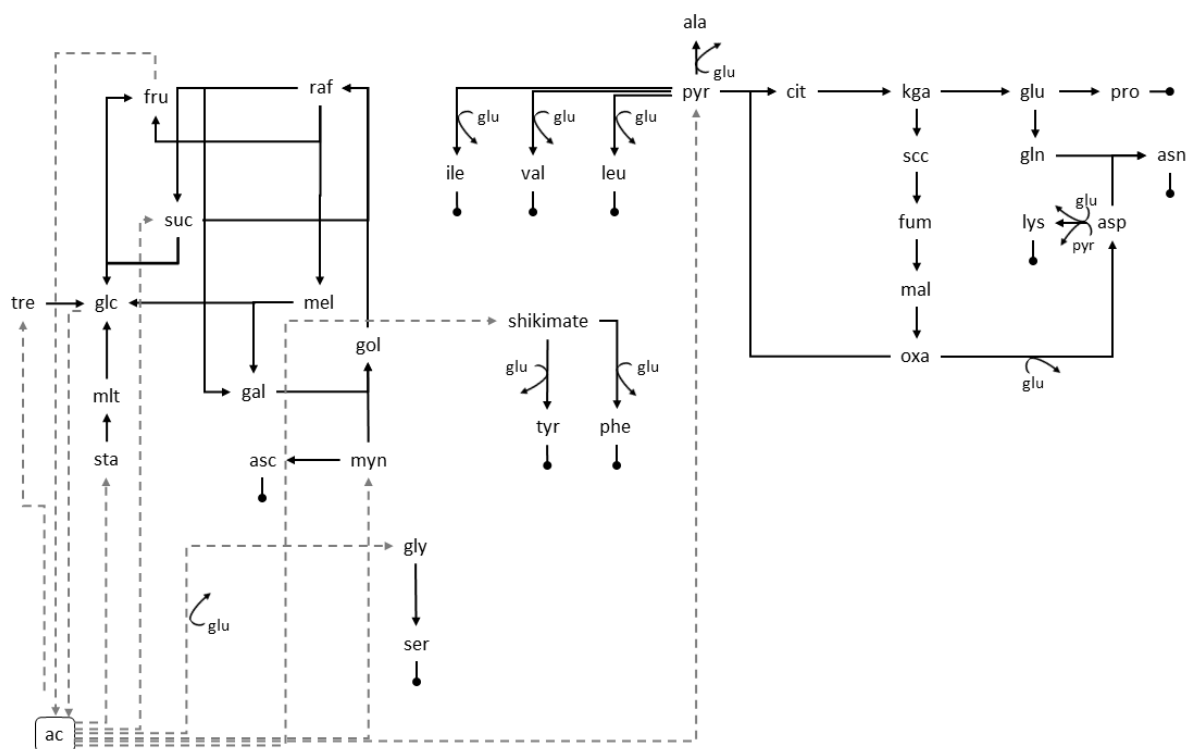 ala
glu
fru
raf
pyr
cit
kga
glu
pro
glu
glu
glu
ile
val
leu
scc
gln
asn
suc
fum
lys
glu
asp
pyr
tre
glc
mel
mal
shikimate
gol
oxa
glu
glu
glu
mlt
gal
tyr
phe
sta
asc
myn
gly
glu
ser
ac